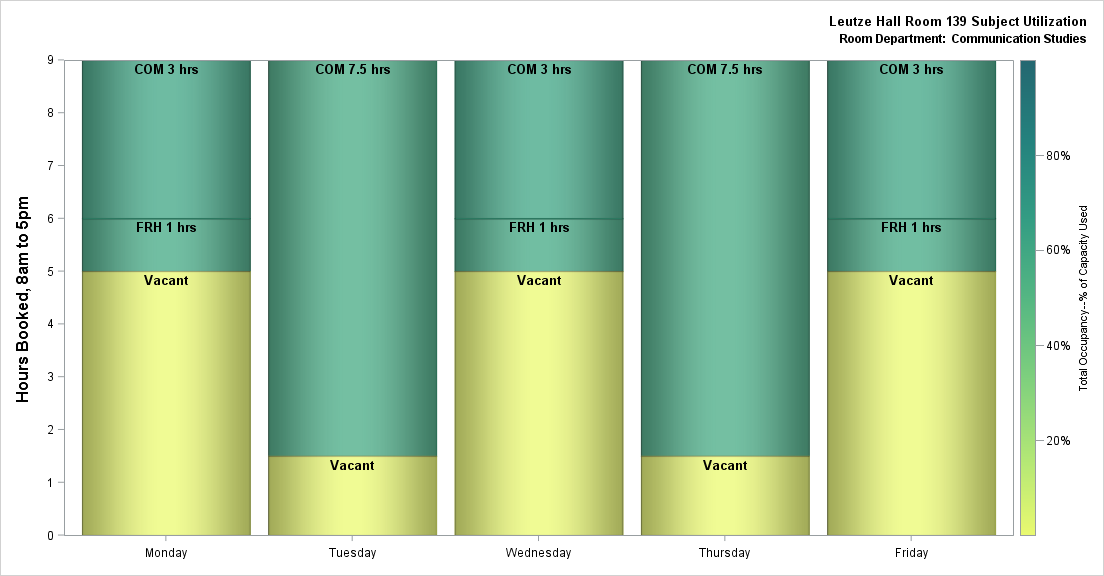 Leutze Hall Room 139 Subject Utilization
Room Department: Communication Studies
Hours Booked, 8am to 5pm
9
8
7
6
5
4
3
2
1
0
COM 3 hrs
FRH 1 hrs
Vacant
COM 7.5 hrs
Vacant
COM 3 hrs
FRH 1 hrs
Vacant
COM 7.5 hrs
Vacant
COM 3 hrs
FRH 1 hrs
Vacant
Monday
Tuesday
Wednesday
Thursday
Friday
80%
60%
40%
20%
Total Occupancy--% of Capacity Used